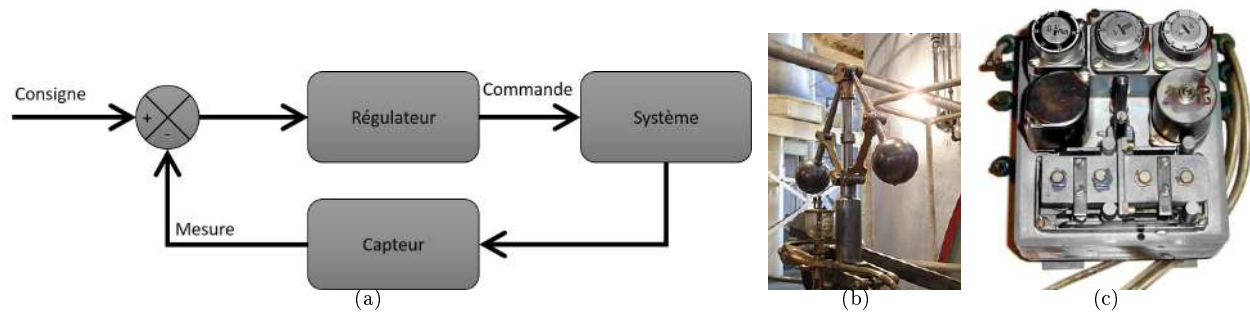 Consigne
+
-
Régulateur
Commande
Système
Mesure
Capteur
(a)
(b)
(c)